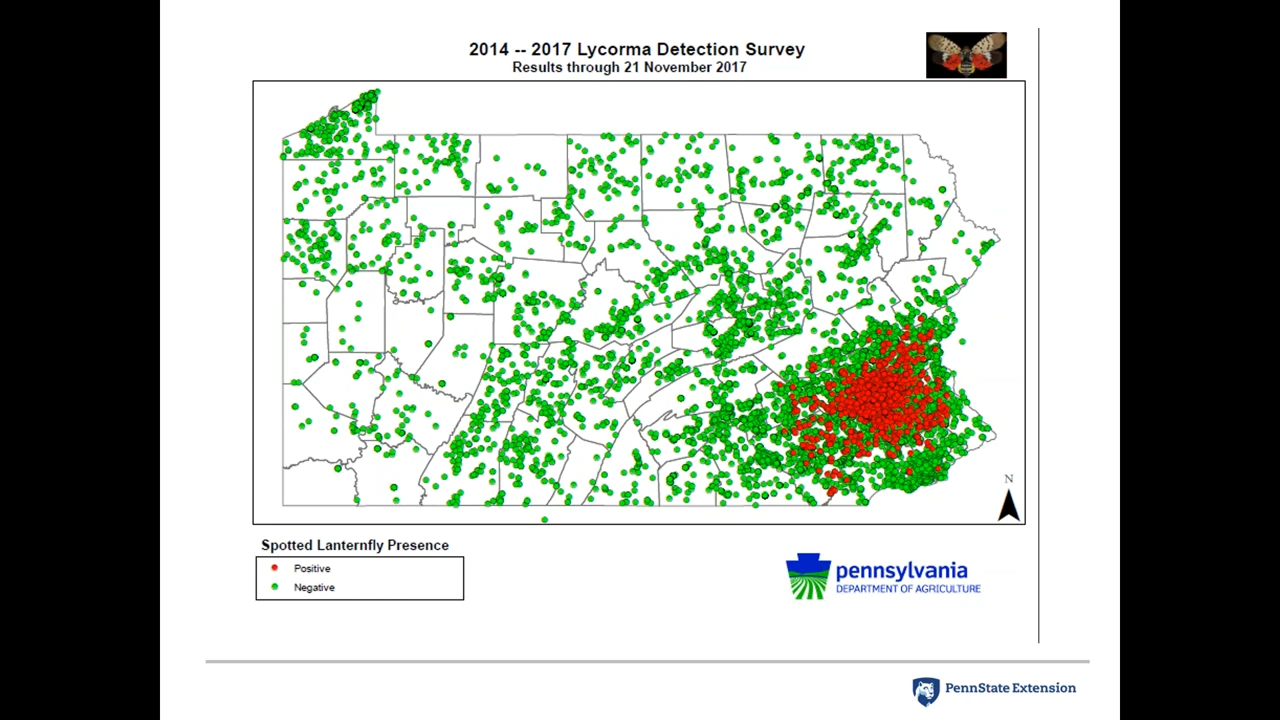 2014 -- 2017 Lycorma Detection Survey
Results through 21 November 2017
N
Spotted Lanternfly Presence
Positive
Negative
pennsylvania
DEPARTMENT OF AGRICULTURE
PennState Extension